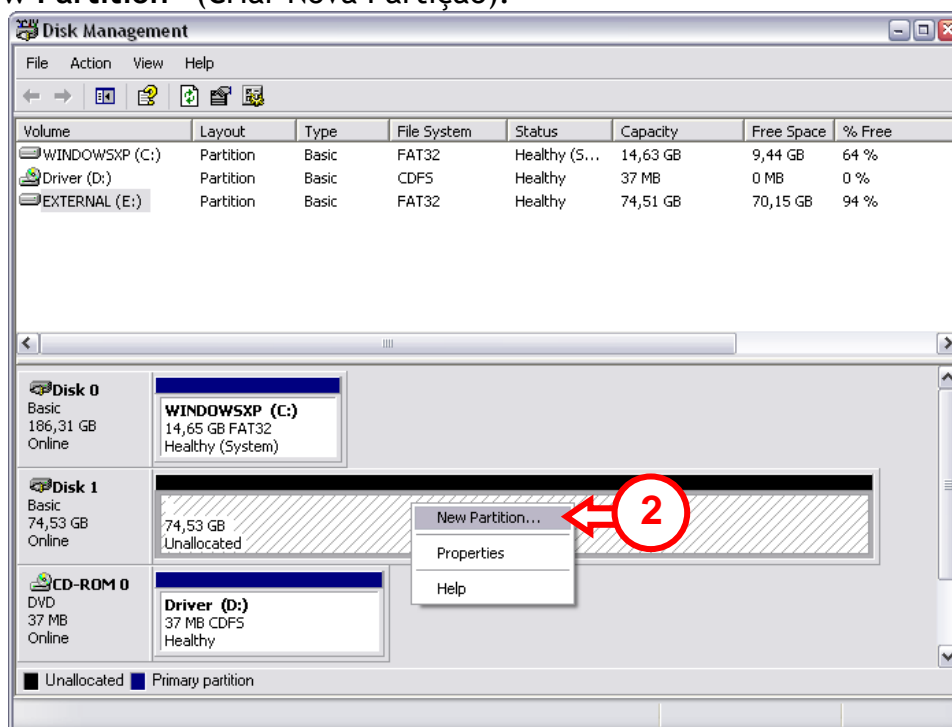 w Partition" (Criar Nova Partição).
Disk Management
File Action View Help
Volume Layout Type File System Status Capacity Free Space % Free
WINDOWSXP (C:) Partition Basic FAT32 Healthy (S... 14,63 GB 9,44 GB 64 %
Driver (D:) Partition Basic CDFS Healthy 37 MB 0 MB 0 %
EXTERNAL (E:) Partition Basic FAT32 Healthy 74,51 GB 70,15 GB 94 %
Disk 0
Basic
186,31 GB
Online
WINDOWSXP (C:)
14,65 GB FAT32
Healthy (System)
Disk 1
Basic
74,53 GB
Online
74,53 GB
Unallocated
New Partition...
Properties
Help
2
CD-ROM 0
DVD
37 MB
Online
Driver (D:)
37 MB CDFS
Healthy
Unallocated Primary partition